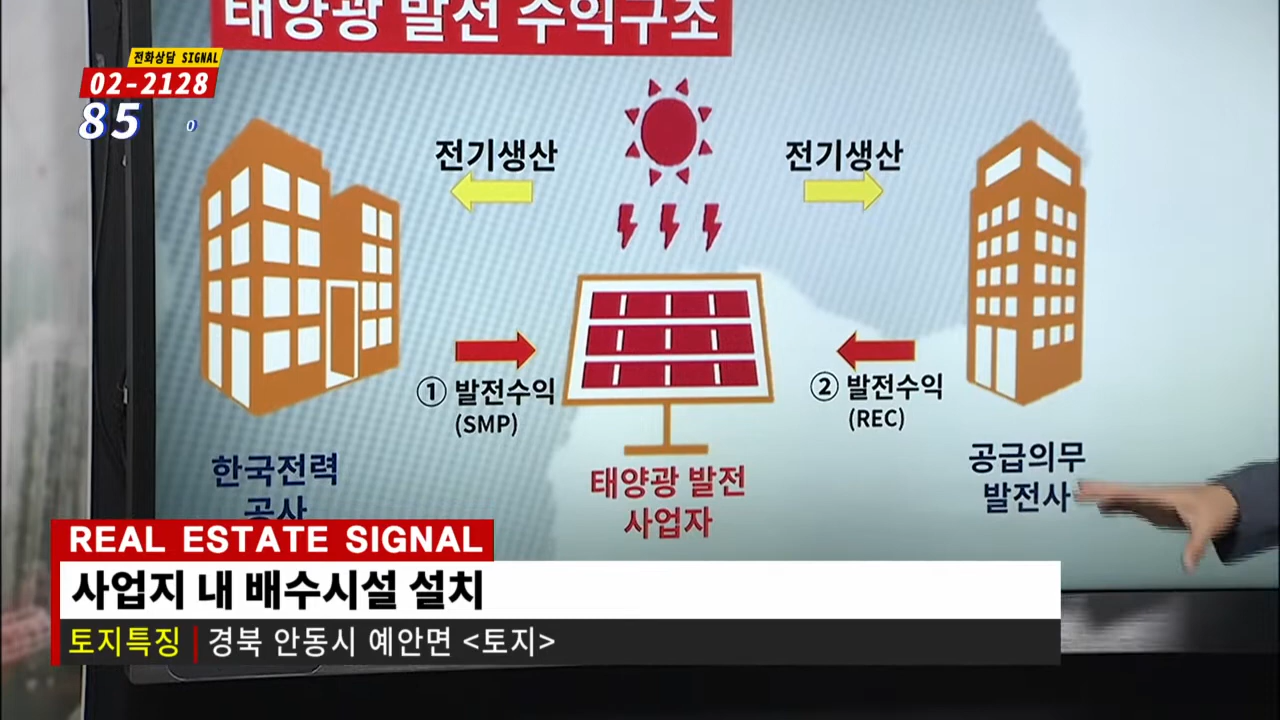 태양광 발전 수익구조
전화상담 SIGNAL
02-2128
85 0
전기생산
전기생산
① 발전수익
(SMP)
② 발전수익
(REC)
한국전력
공사
태양광 발전
사업자
공급의무
발전사
REAL ESTATE SIGNAL
사업지 내 배수시설 설치
토지특징 | 경북 안동시 예안면 <토지>